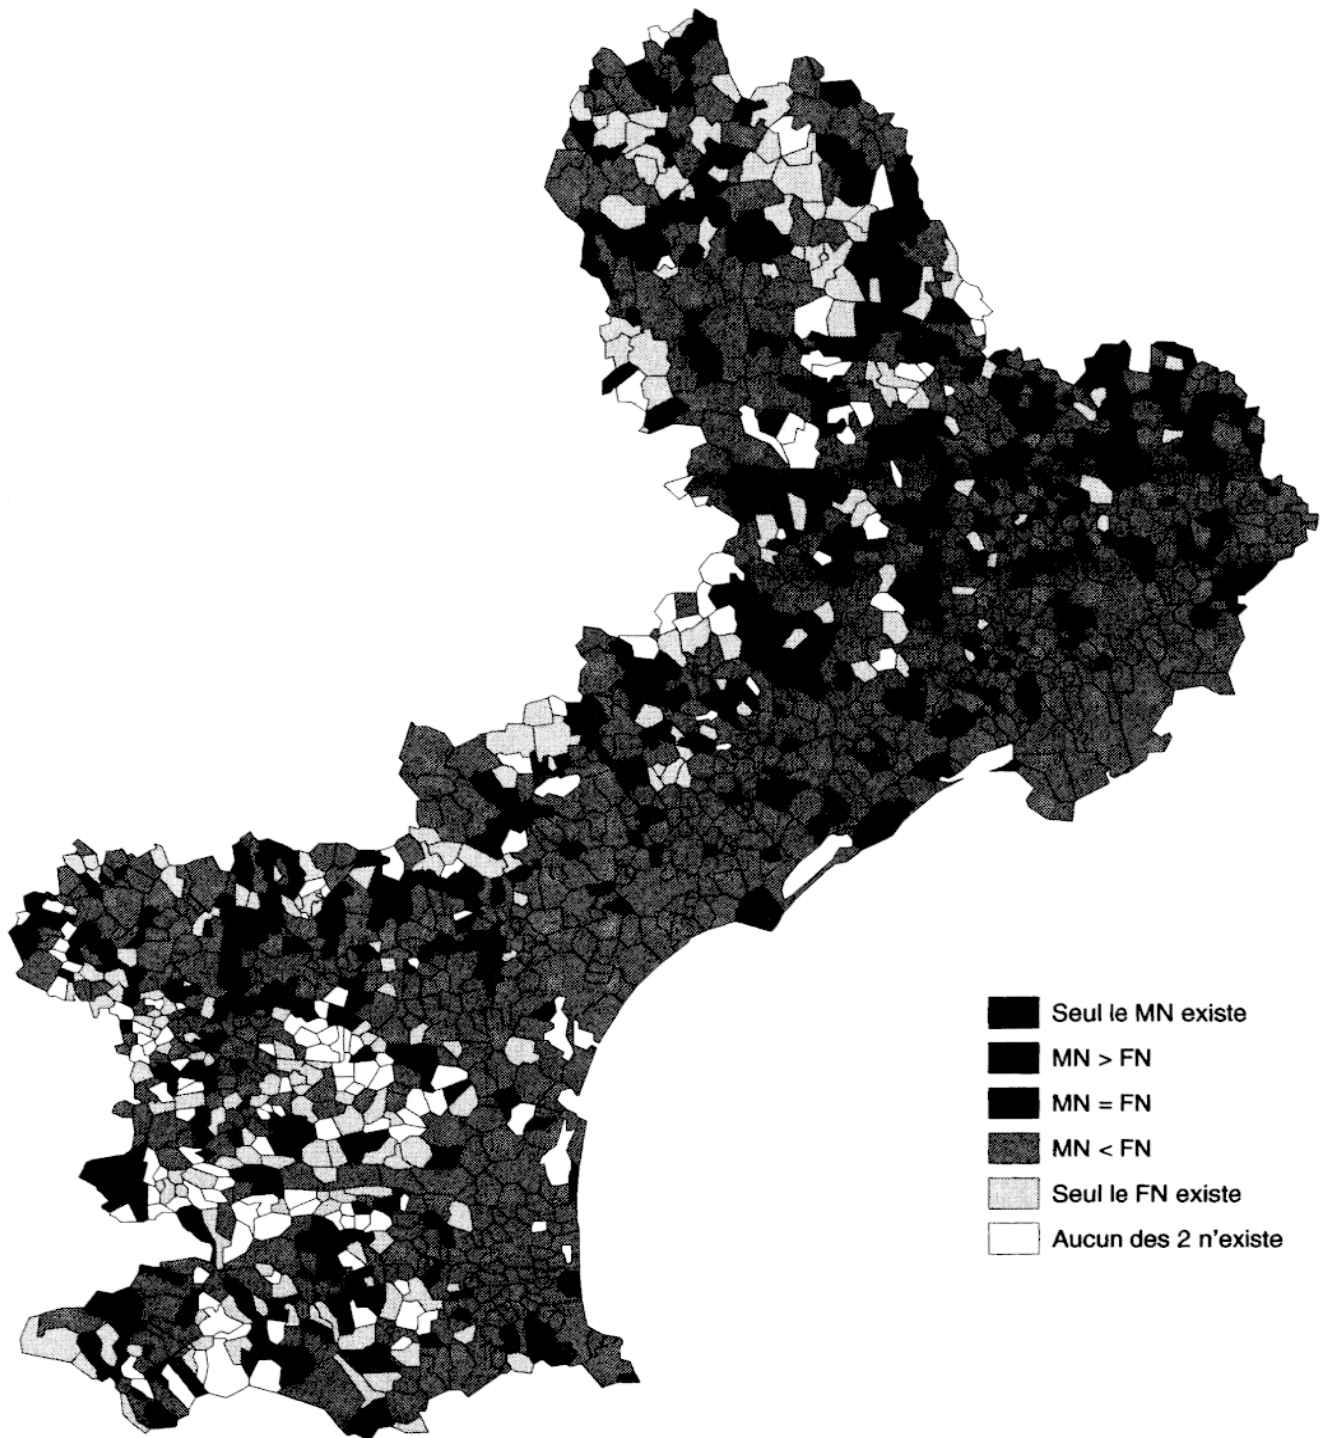 Seul le MN existe
MN > FN
MN = FN
MN < FN
Seul le FN existe
Aucun des 2 n'existe